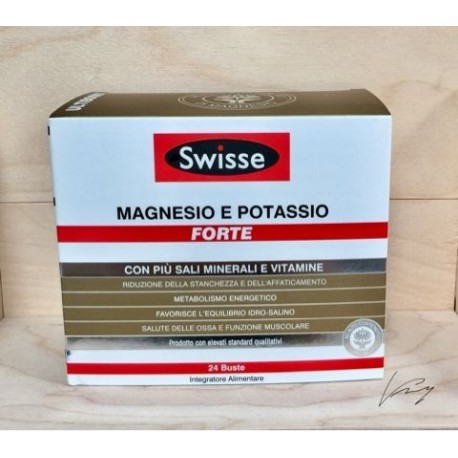 Swisse
MAGNESIO E POTASSIO
FORTE
CON PIÙ SALI MINERALI E VITAMINE
RIDUZIONE DELLA STANCHEZZA E DELL'AFFATICAMENTO
METABOLISMO ENERGETICO
FAVORISCE L'EQUILIBRIO IDRO-SALINO
SALUTE DELLE OSSA E FUNZIONE MUSCOLARE
Prodotto con elevati standard qualitativi
24 Buste
Integratore Alimentare